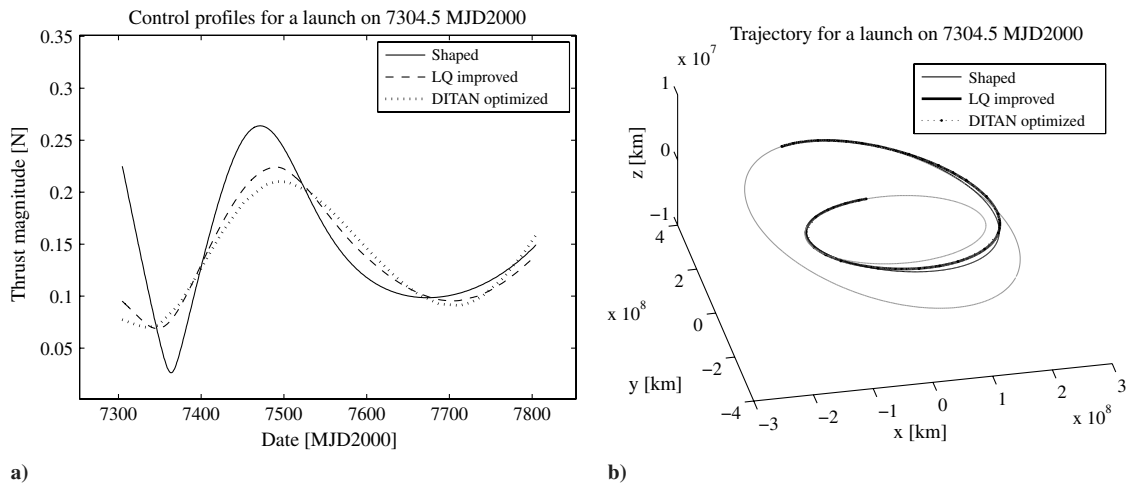 Control profiles for a launch on 7304.5 MJD2000
0.35
0.3
0.25
0.2
0.15
0.1
0.05
Thrust magnitude [N]
Shaped
LQ improved
DITAN optimized
7300 7400 7500 7600 7700 7800
Date [MJD2000]
a)
Trajectory for a launch on 7304.5 MJD2000
x 10^7
1
0
−1
z [km]
Shaped
LQ improved
DITAN optimized
4
2
0
−2
−4
x 10^8
y [km]
−3 −2 −1 0 1 2 3
x 10^8
x [km]
b)